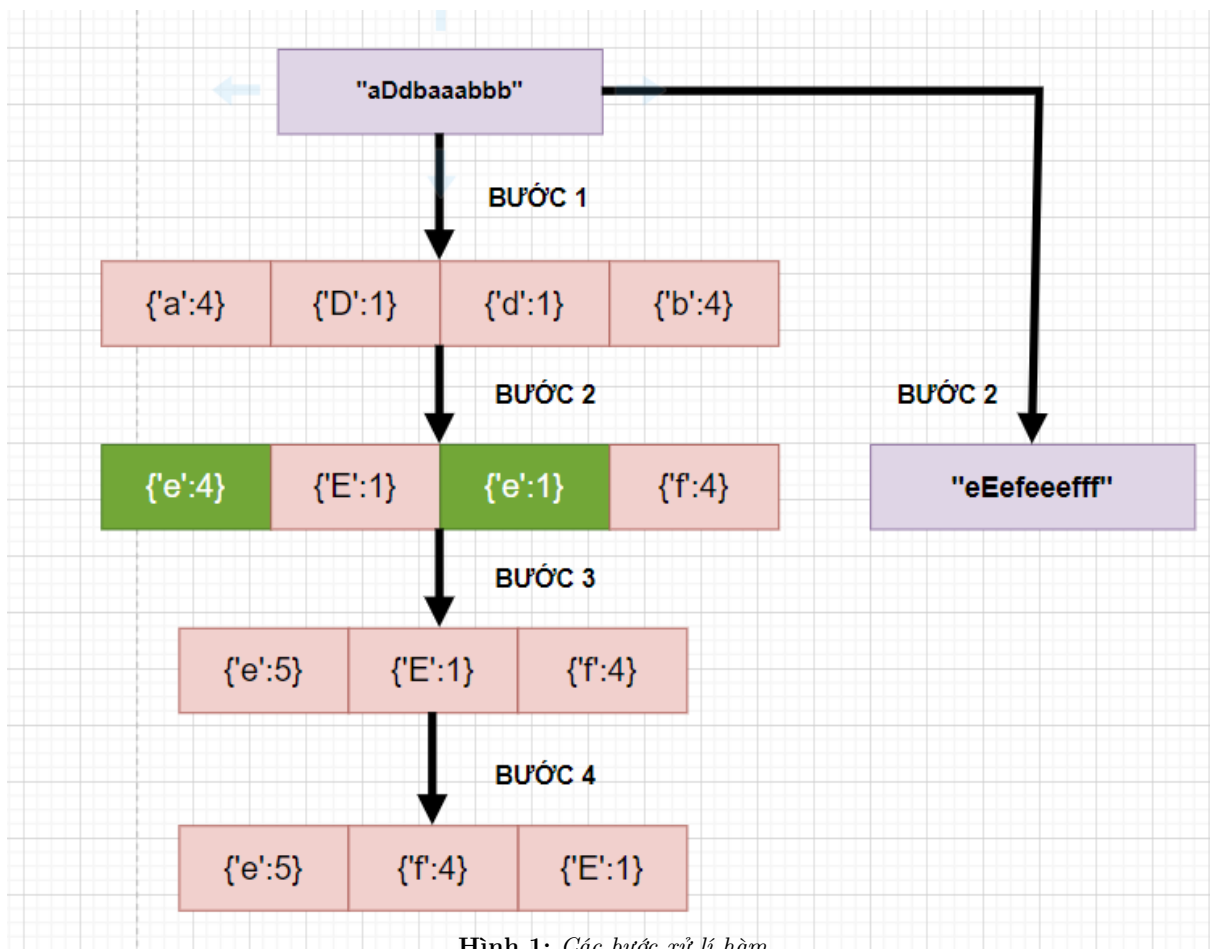 "aDdbaaabbb"
BƯỚC 1
{'a':4} {'D':1} {'d':1} {'b':4}
BƯỚC 2 BƯỚC 2
{'e':4} {'E':1} {'e':1} {'f':4} "eEefeeefff"
BƯỚC 3
{'e':5} {'E':1} {'f':4}
BƯỚC 4
{'e':5} {'f':4} {'E':1}
Hình 1: Các bước xử lí hàm